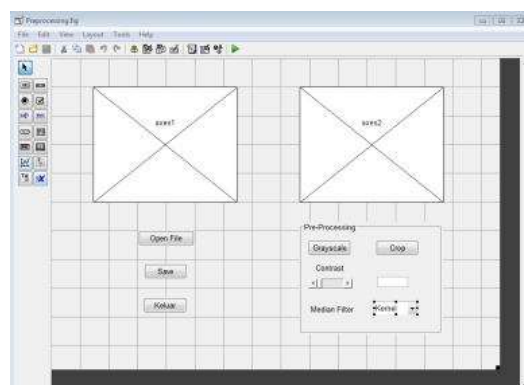 Preprocessing.fig
File Edit View Layout Tools Help
axes1
axes2
Open File
Save
Keluar
Pre-Processing
Grayscale
Crop
Contrast
Median Filter
Kernel